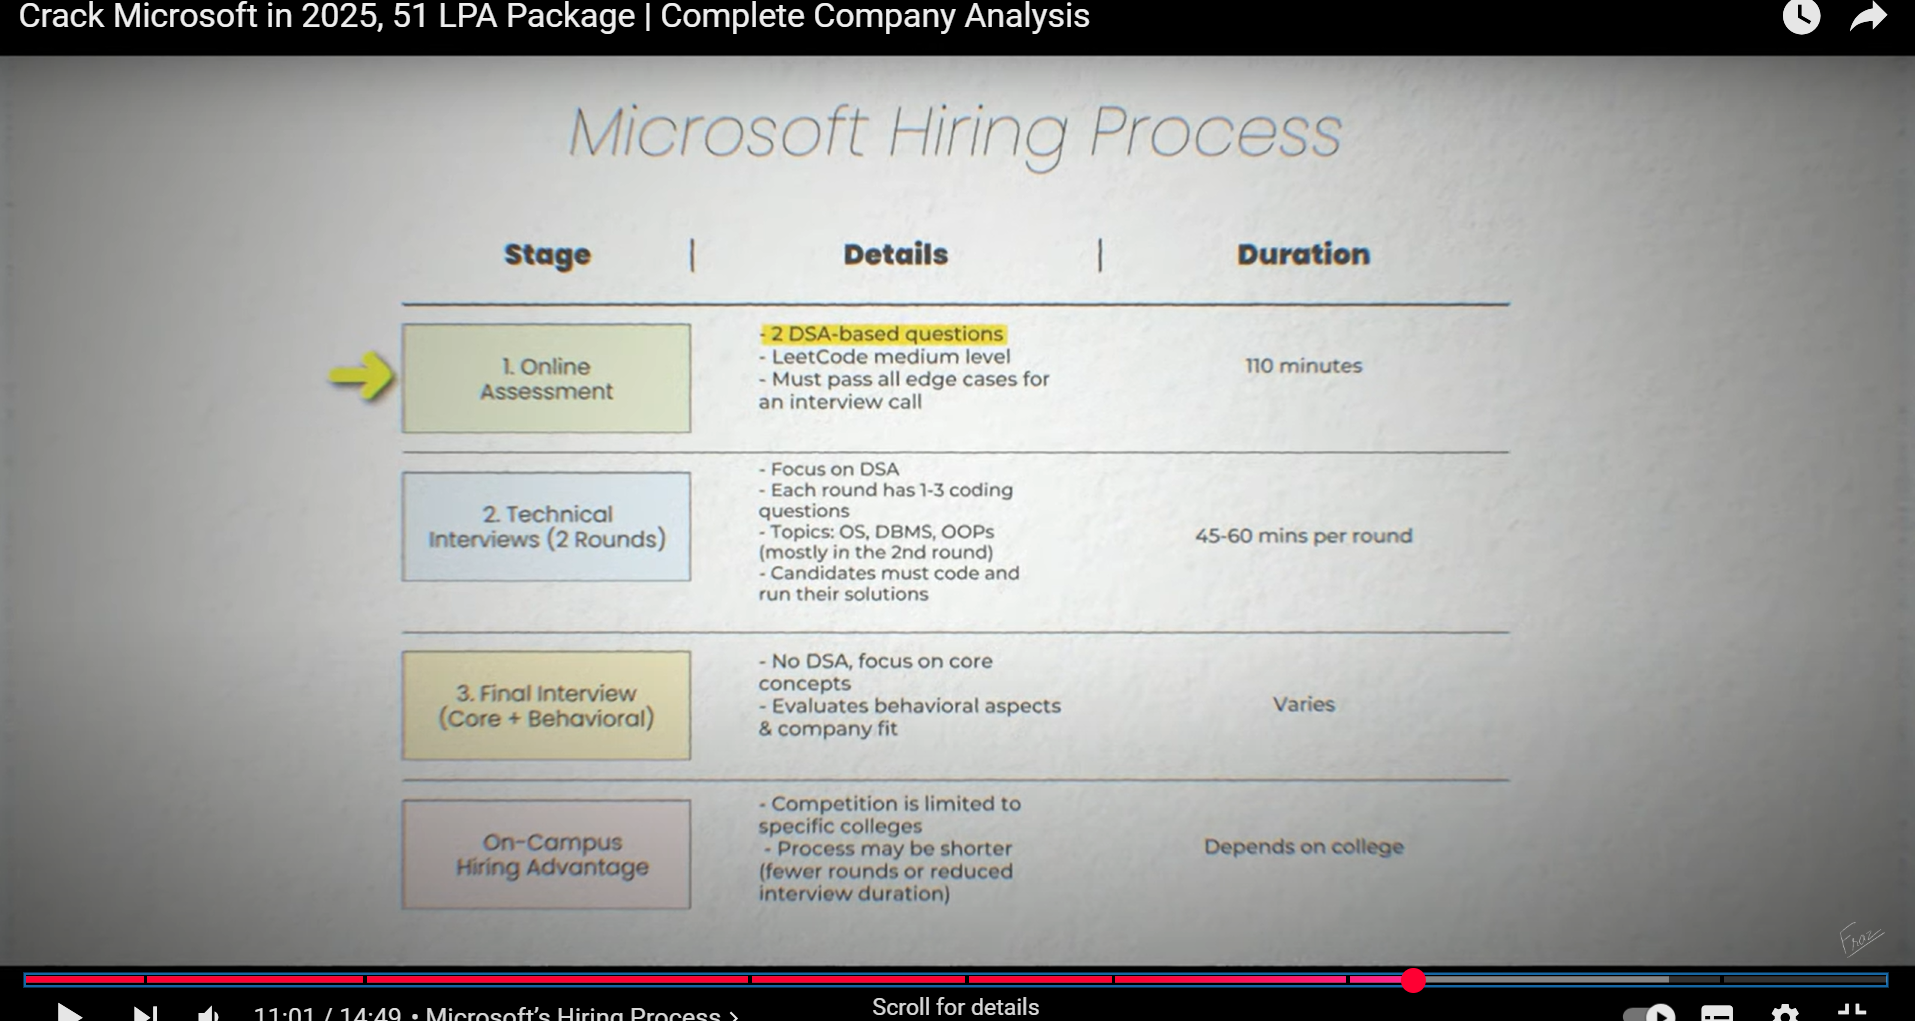 Crack Microsoft in 2025, 51 LPA Package | Complete Company Analysis
Microsoft Hiring Process
Stage | Details | Duration
1. Online
Assessment
- 2 DSA-based questions
- LeetCode medium level
- Must pass all edge cases for
an interview call
110 minutes
2. Technical
Interviews (2 Rounds)
- Focus on DSA
- Each round has 1-3 coding
questions
- Topics: OS, DBMS, OOPs
(mostly in the 2nd round)
- Candidates must code and
run their solutions
45-60 mins per round
3. Final Interview
(Core + Behavioral)
- No DSA, focus on core
concepts
- Evaluates behavioral aspects
& company fit
Varies
On-Campus
Hiring Advantage
- Competition is limited to
specific colleges
- Process may be shorter
(fewer rounds or reduced
interview duration)
Depends on college
Fraz
11:01 / 14:49 • Microsoft's Hiring Process >
Scroll for details